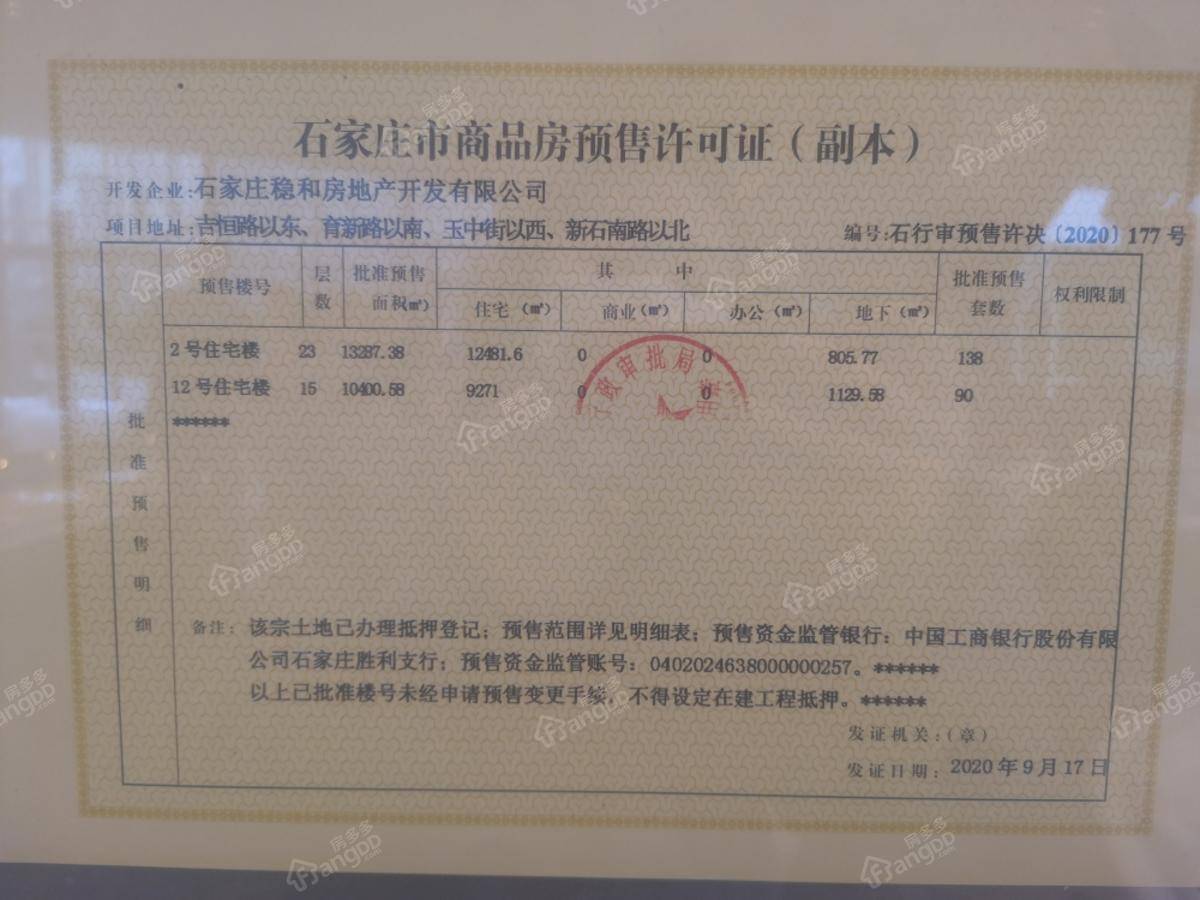 石家庄市商品房预售许可证（副本）
开发企业:石家庄稳和房地产开发有限公司
项目地址:吉恒路以东、育新路以南、玉中街以西、新石南路以北 编号:石行审预售许决〔2020〕177号
预售楼号 层数 批准预售面积(㎡) 其中 批准预售套数 权利限制
住宅（㎡） 商业(㎡) 办公（㎡） 地下（㎡）
2号住宅楼 23 13287.38 12481.6 0 0 805.77 138
12号住宅楼 15 10400.58 9271 0 0 1129.58 90
******
批准预售明细
政审批局
备注：该宗土地已办理抵押登记；预售范围详见明细表；预售资金监管银行：中国工商银行股份有限
公司石家庄胜利支行；预售资金监管账号：0402024638000000257。******
以上已批准楼号未经申请预售变更手续，不得设定在建工程抵押。******
发证机关:（章）
发证日期：2020年9月17日
房多多
Fangdd.com